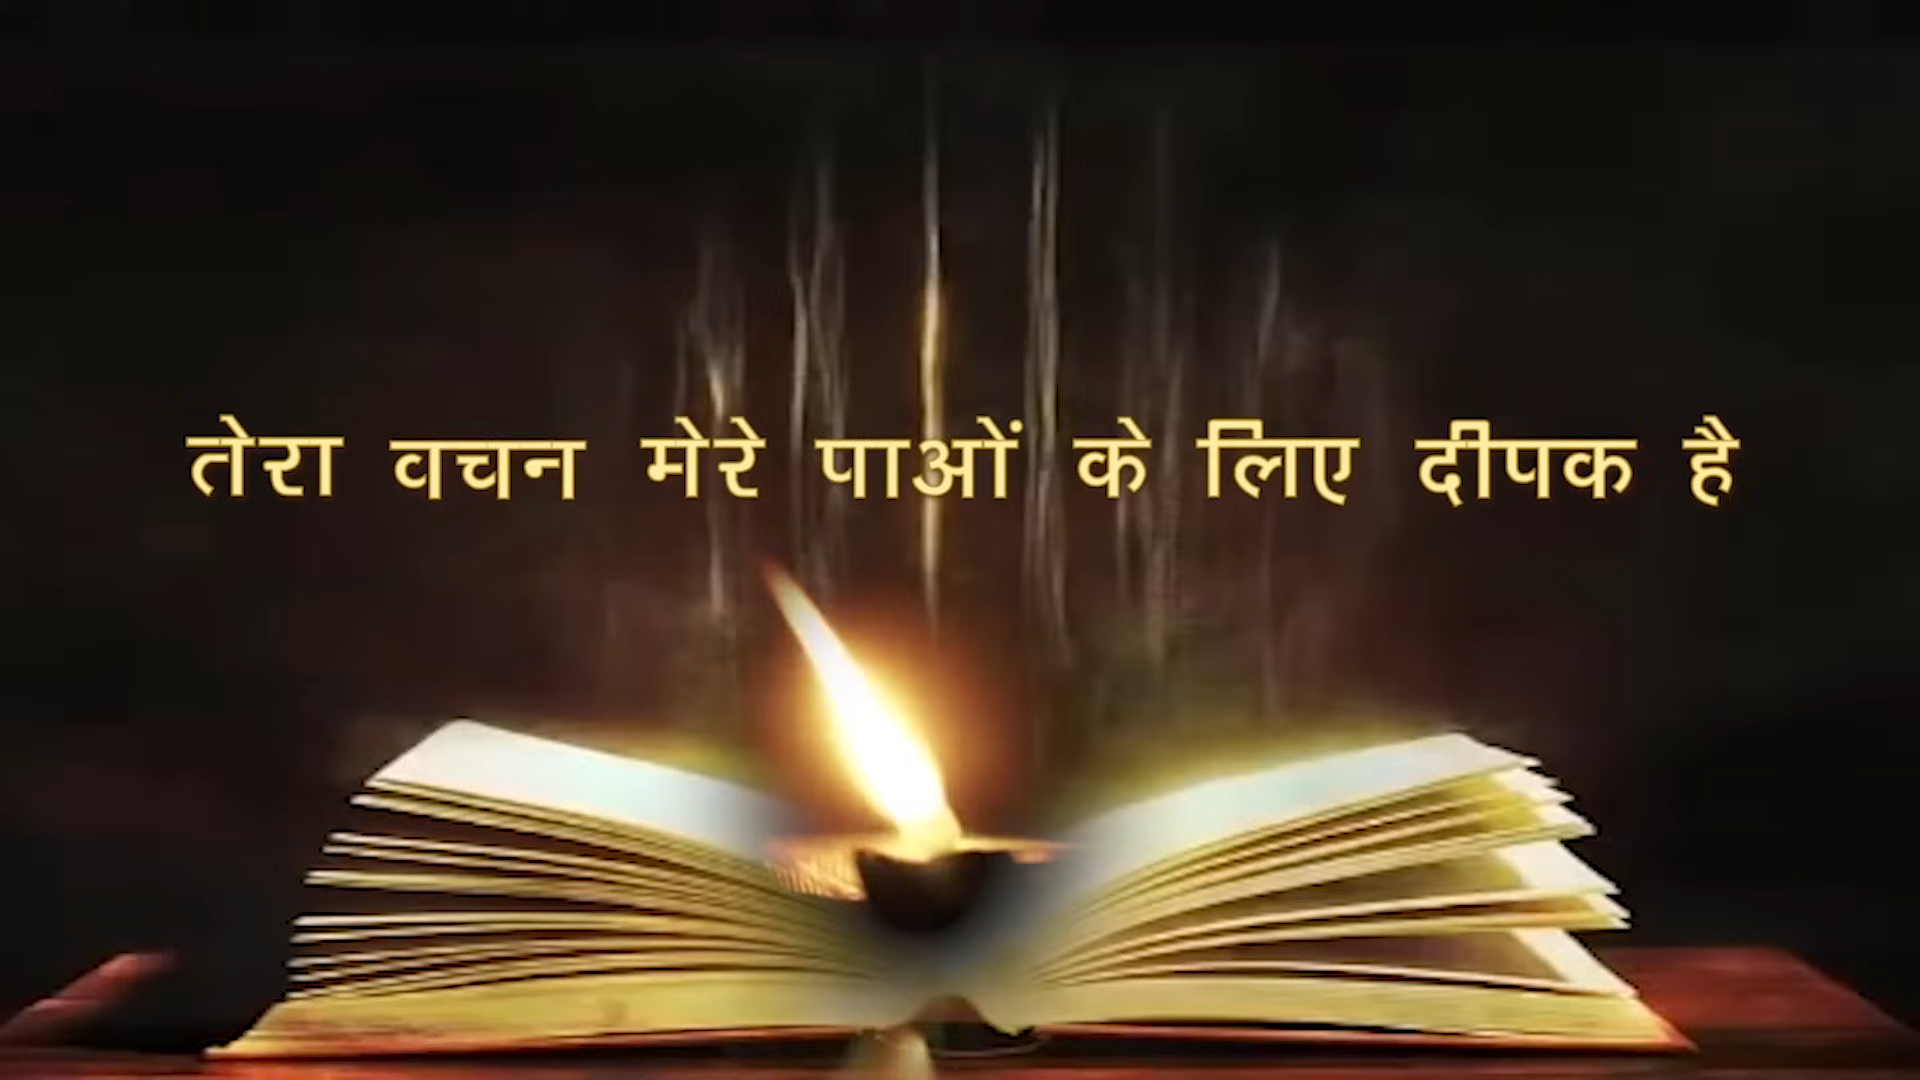 तेरा वचन मेरे पाओं के लिए दीपक है